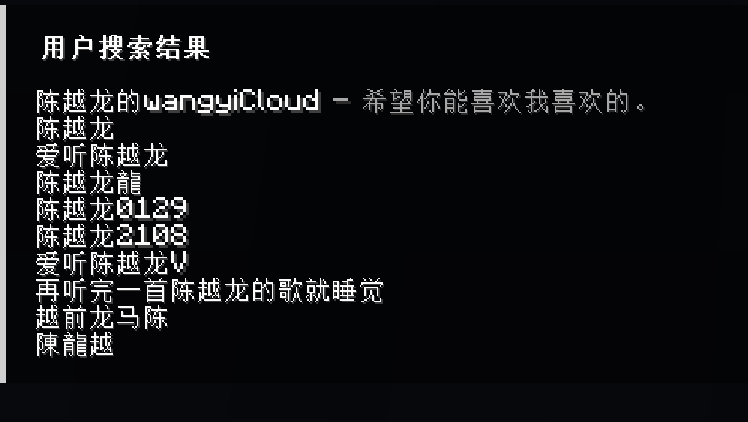 用户搜索结果
陈越龙的wangyiCloud - 希望你能喜欢我喜欢的。
陈越龙
爱听陈越龙
陈越龙龍
陈越龙0129
陈越龙2108
爱听陈越龙V
再听完一首陈越龙的歌就睡觉
越前龙马陈
陳龍越